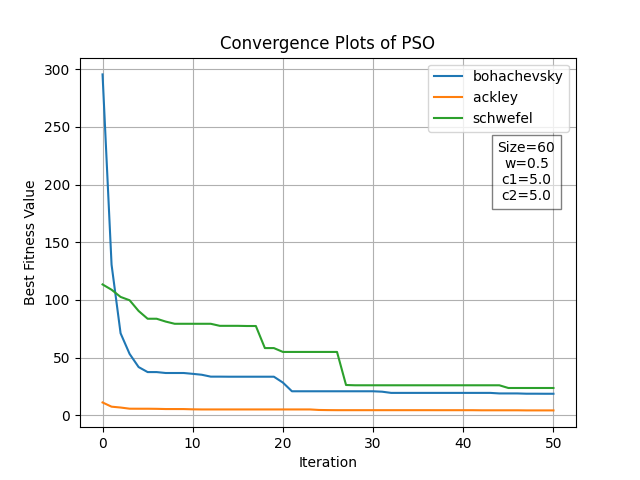 Convergence Plots of PSO
300
250
200
150
100
50
0
Best Fitness Value
bohachevsky
ackley
schwefel
Size=60
w=0.5
c1=5.0
c2=5.0
0
10
20
30
40
50
Iteration